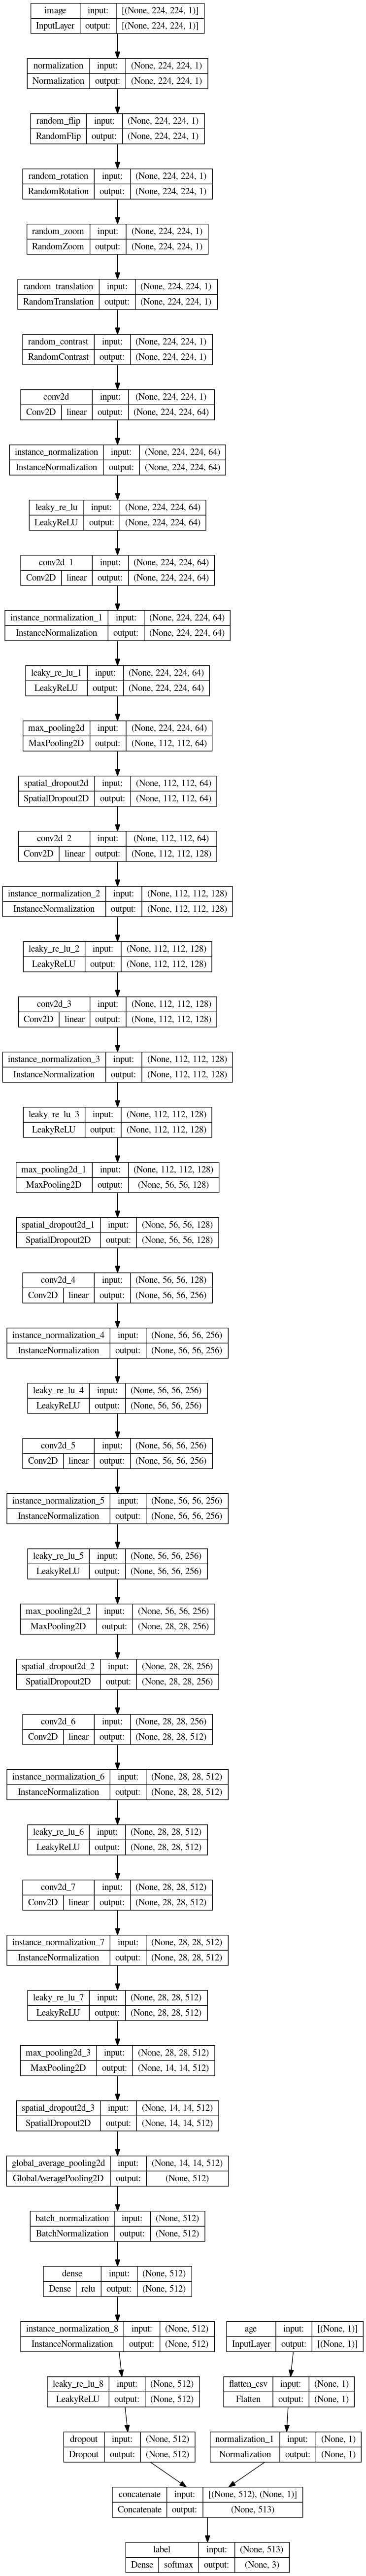 image input: [(None, 224, 224, 1)]
InputLayer output: [(None, 224, 224, 1)]
normalization input: (None, 224, 224, 1)
Normalization output: (None, 224, 224, 1)
random_flip input: (None, 224, 224, 1)
RandomFlip output: (None, 224, 224, 1)
random_rotation input: (None, 224, 224, 1)
RandomRotation output: (None, 224, 224, 1)
random_zoom input: (None, 224, 224, 1)
RandomZoom output: (None, 224, 224, 1)
random_translation input: (None, 224, 224, 1)
RandomTranslation output: (None, 224, 224, 1)
random_contrast input: (None, 224, 224, 1)
RandomContrast output: (None, 224, 224, 1)
conv2d input: (None, 224, 224, 1)
Conv2D linear output: (None, 224, 224, 64)
instance_normalization input: (None, 224, 224, 64)
InstanceNormalization output: (None, 224, 224, 64)
leaky_re_lu input: (None, 224, 224, 64)
LeakyReLU output: (None, 224, 224, 64)
conv2d_1 input: (None, 224, 224, 64)
Conv2D linear output: (None, 224, 224, 64)
instance_normalization_1 input: (None, 224, 224, 64)
InstanceNormalization output: (None, 224, 224, 64)
leaky_re_lu_1 input: (None, 224, 224, 64)
LeakyReLU output: (None, 224, 224, 64)
max_pooling2d input: (None, 224, 224, 64)
MaxPooling2D output: (None, 112, 112, 64)
spatial_dropout2d input: (None, 112, 112, 64)
SpatialDropout2D output: (None, 112, 112, 64)
conv2d_2 input: (None, 112, 112, 64)
Conv2D linear output: (None, 112, 112, 128)
instance_normalization_2 input: (None, 112, 112, 128)
InstanceNormalization output: (None, 112, 112, 128)
leaky_re_lu_2 input: (None, 112, 112, 128)
LeakyReLU output: (None, 112, 112, 128)
conv2d_3 input: (None, 112, 112, 128)
Conv2D linear output: (None, 112, 112, 128)
instance_normalization_3 input: (None, 112, 112, 128)
InstanceNormalization output: (None, 112, 112, 128)
leaky_re_lu_3 input: (None, 112, 112, 128)
LeakyReLU output: (None, 112, 112, 128)
max_pooling2d_1 input: (None, 112, 112, 128)
MaxPooling2D output: (None, 56, 56, 128)
spatial_dropout2d_1 input: (None, 56, 56, 128)
SpatialDropout2D output: (None, 56, 56, 128)
conv2d_4 input: (None, 56, 56, 128)
Conv2D linear output: (None, 56, 56, 256)
instance_normalization_4 input: (None, 56, 56, 256)
InstanceNormalization output: (None, 56, 56, 256)
leaky_re_lu_4 input: (None, 56, 56, 256)
LeakyReLU output: (None, 56, 56, 256)
conv2d_5 input: (None, 56, 56, 256)
Conv2D linear output: (None, 56, 56, 256)
instance_normalization_5 input: (None, 56, 56, 256)
InstanceNormalization output: (None, 56, 56, 256)
leaky_re_lu_5 input: (None, 56, 56, 256)
LeakyReLU output: (None, 56, 56, 256)
max_pooling2d_2 input: (None, 56, 56, 256)
MaxPooling2D output: (None, 28, 28, 256)
spatial_dropout2d_2 input: (None, 28, 28, 256)
SpatialDropout2D output: (None, 28, 28, 256)
conv2d_6 input: (None, 28, 28, 256)
Conv2D linear output: (None, 28, 28, 512)
instance_normalization_6 input: (None, 28, 28, 512)
InstanceNormalization output: (None, 28, 28, 512)
leaky_re_lu_6 input: (None, 28, 28, 512)
LeakyReLU output: (None, 28, 28, 512)
conv2d_7 input: (None, 28, 28, 512)
Conv2D linear output: (None, 28, 28, 512)
instance_normalization_7 input: (None, 28, 28, 512)
InstanceNormalization output: (None, 28, 28, 512)
leaky_re_lu_7 input: (None, 28, 28, 512)
LeakyReLU output: (None, 28, 28, 512)
max_pooling2d_3 input: (None, 28, 28, 512)
MaxPooling2D output: (None, 14, 14, 512)
spatial_dropout2d_3 input: (None, 14, 14, 512)
SpatialDropout2D output: (None, 14, 14, 512)
global_average_pooling2d input: (None, 14, 14, 512)
GlobalAveragePooling2D output: (None, 512)
batch_normalization input: (None, 512)
BatchNormalization output: (None, 512)
dense input: (None, 512)
Dense relu output: (None, 512)
instance_normalization_8 input: (None, 512)
InstanceNormalization output: (None, 512)
age input: [(None, 1)]
InputLayer output: [(None, 1)]
leaky_re_lu_8 input: (None, 512)
LeakyReLU output: (None, 512)
flatten_csv input: (None, 1)
Flatten output: (None, 1)
dropout input: (None, 512)
Dropout output: (None, 512)
normalization_1 input: (None, 1)
Normalization output: (None, 1)
concatenate input: [(None, 512), (None, 1)]
Concatenate output: (None, 513)
label input: (None, 513)
Dense softmax output: (None, 3)